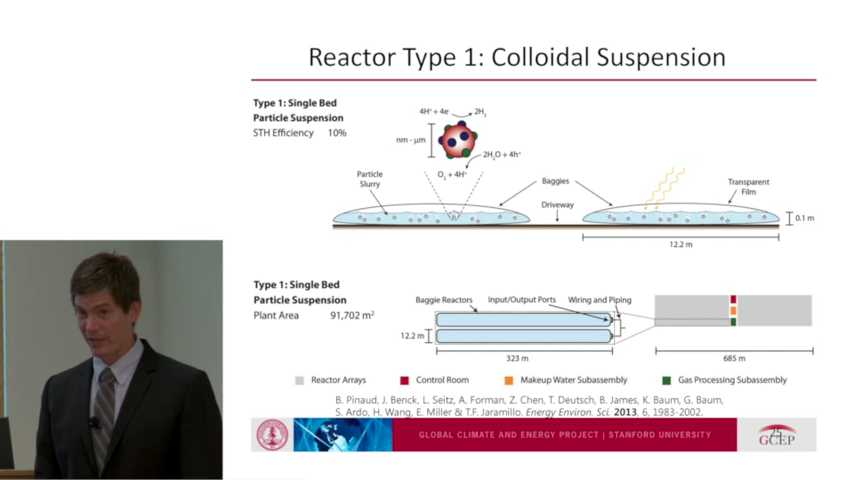 Reactor Type 1: Colloidal Suspension
Type 1: Single Bed
Particle Suspension
STH Efficiency 10%
4H⁺ + 4e⁻
2H₂
nm - μm
2H₂O + 4h⁺
O₂ + 4H⁺
Particle
Slurry
Baggies
Driveway
Transparent
Film
0.1 m
12.2 m
Type 1: Single Bed
Particle Suspension
Plant Area 91,702 m²
Baggie Reactors
Input/Output Ports
Wiring and Piping
12.2 m
323 m
685 m
Reactor Arrays
Control Room
Makeup Water Subassembly
Gas Processing Subassembly
B. Pinaud, J. Benck, L. Seitz, A. Forman, Z. Chen, T. Deutsch, B. James, K. Baum, G. Baum,
S. Ardo, H. Wang, E. Miller & T.F. Jaramillo. Energy Environ. Sci. 2013, 6, 1983–2002.
GLOBAL CLIMATE AND ENERGY PROJECT | STANFORD UNIVERSITY
25
GCEP